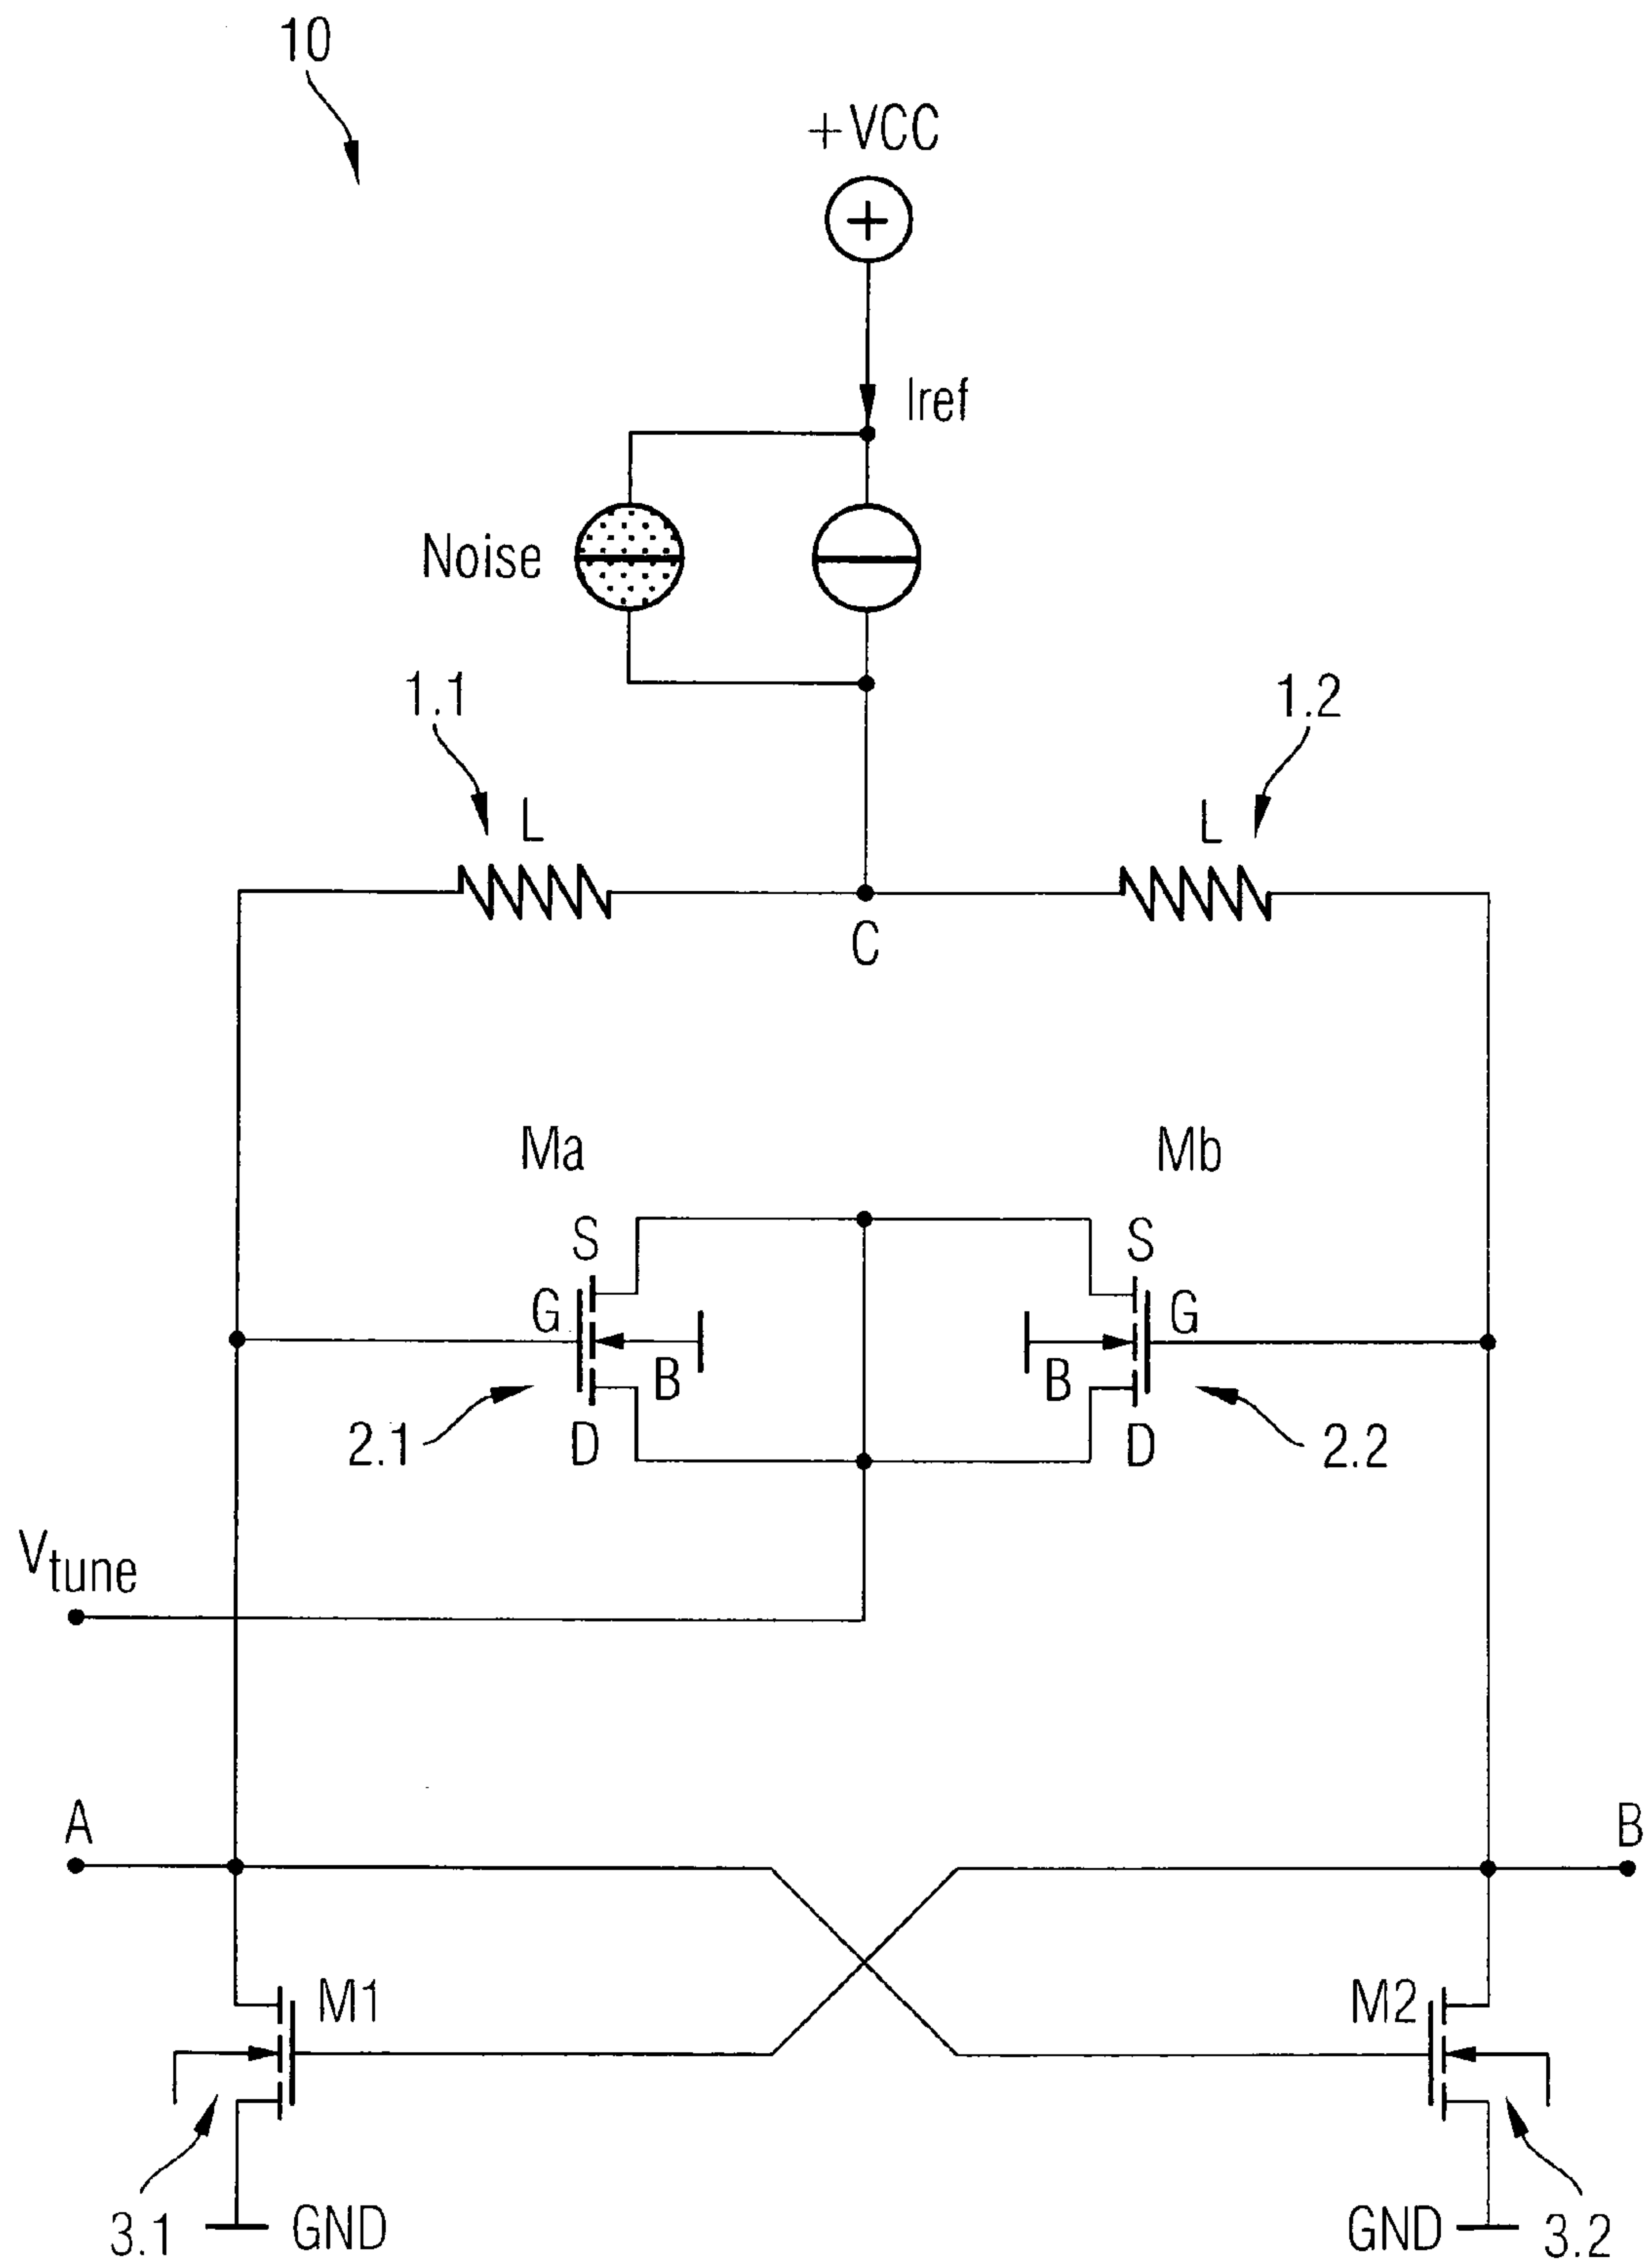 10
+VCC
Iref
Noise
1.1
1.2
L
L
C
Ma
Mb
S
S
G
G
B
B
2.1
D
D
2.2
Vtune
A
B
M1
M2
3.1
GND
GND
3.2